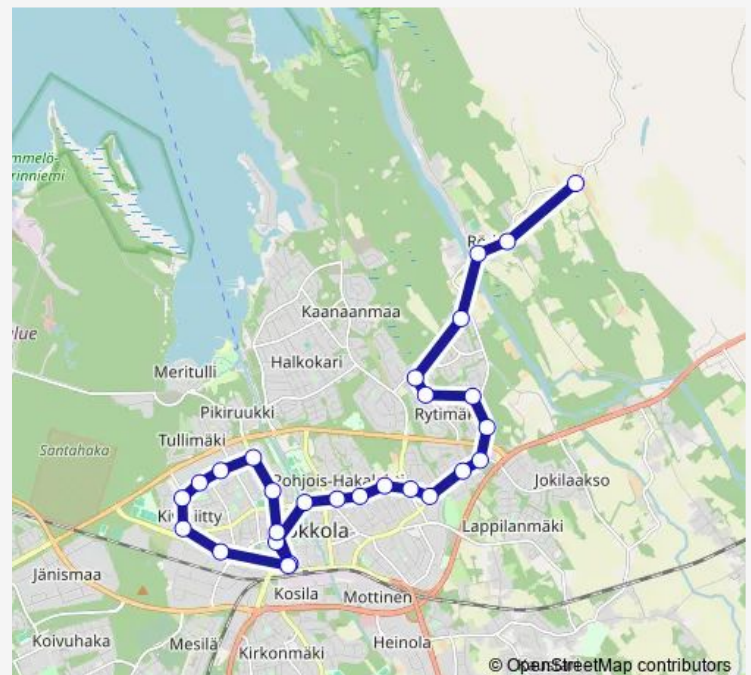 Kaanaanmaa
Halkokari
Meritulli
Pikiruukki
Rytimäki
Tullimäki
Santahaka
Jokilaakso
Lappilanmäki
Jänismaa
Kosila
Mottinen
Koivuhaka
Mesilä
Heinola
Kirkonmäki
© OpenStreetMap contributors